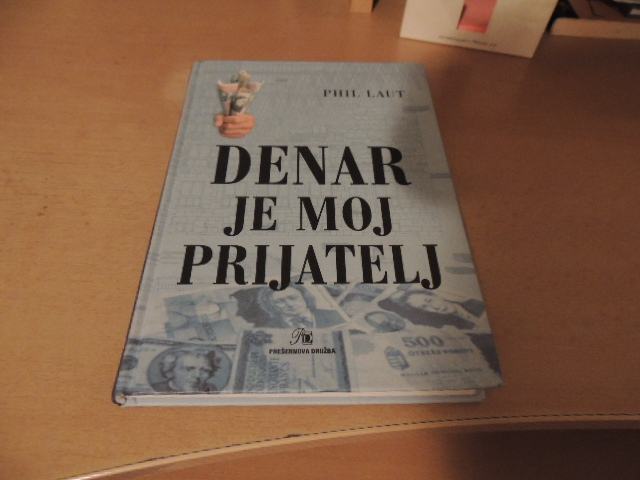 PHIL LAUT
DENAR
JE MOJ
PRIJATELJ
500
PREŠERNOVA DRUŽBA